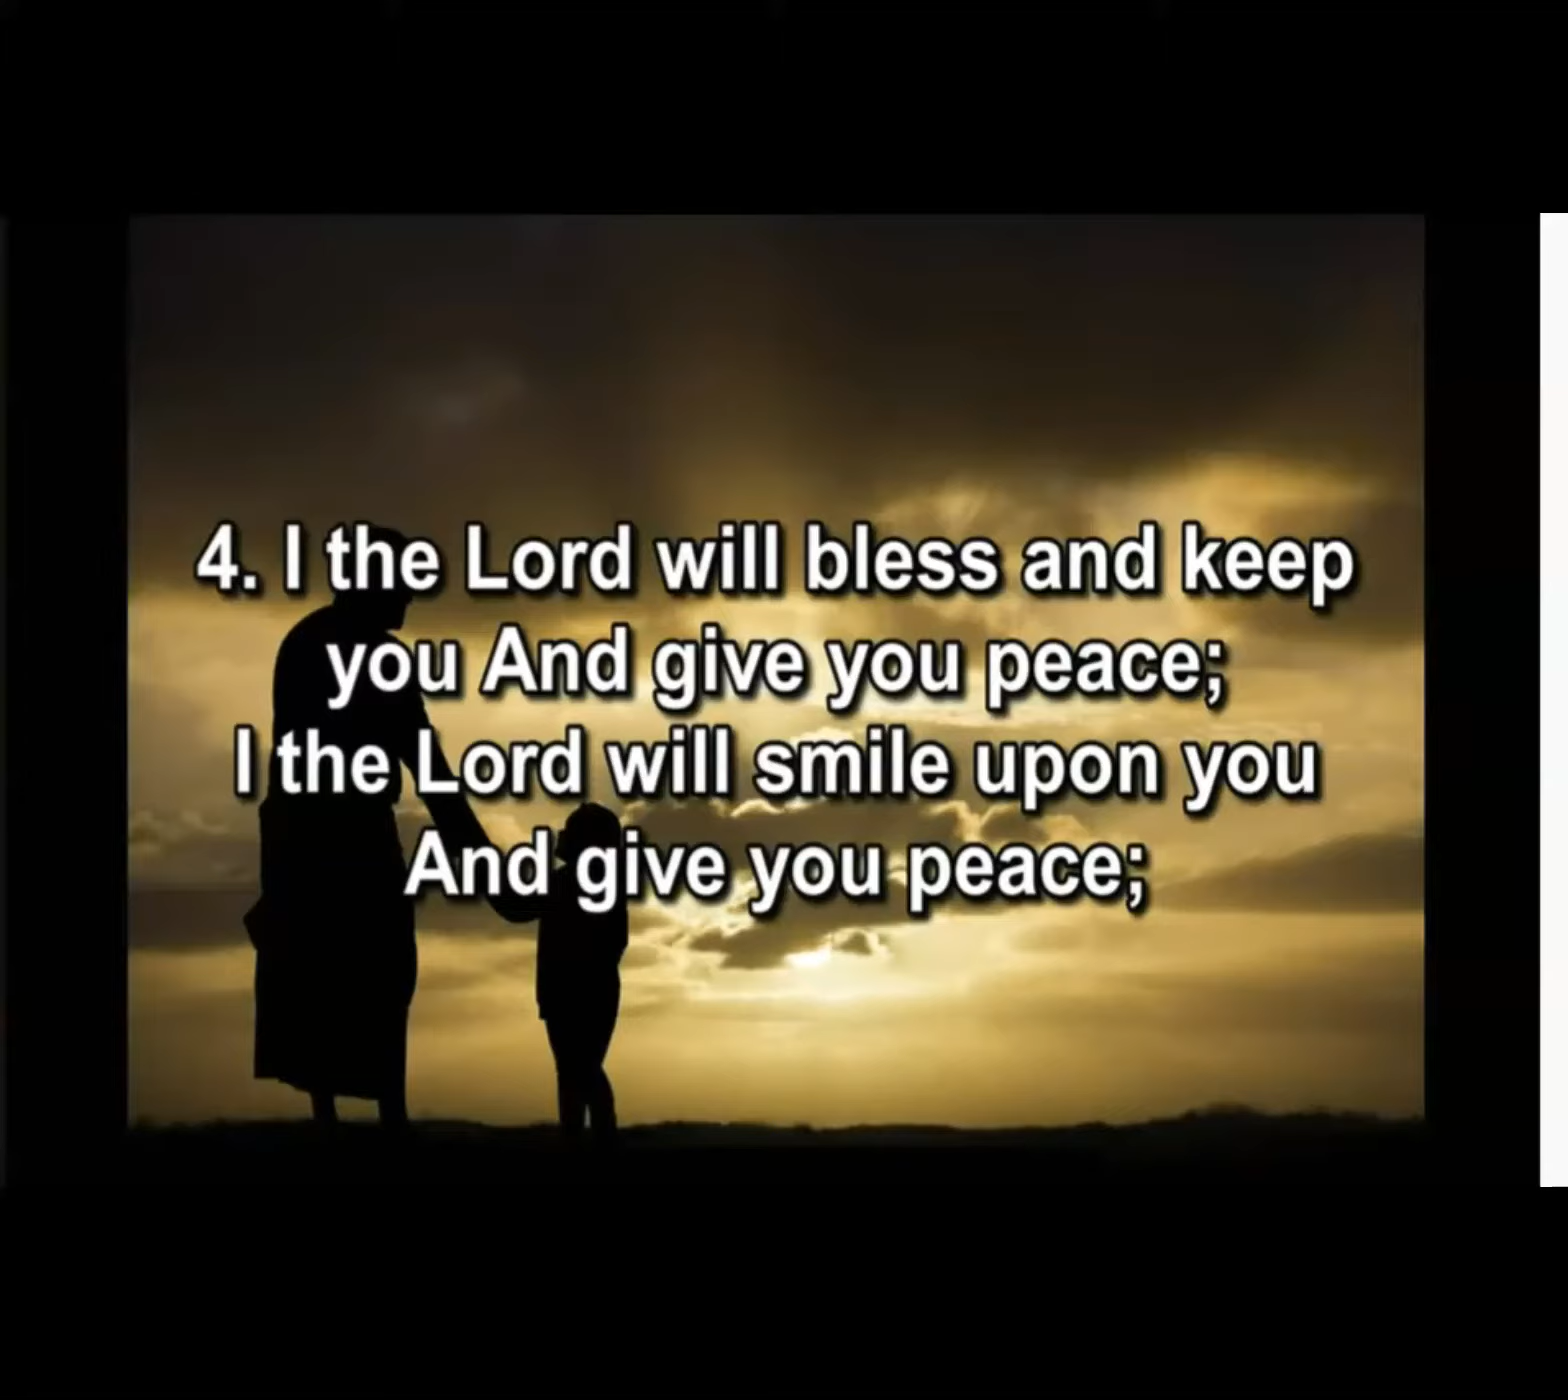 4. I the Lord will bless and keep
you And give you peace;
I the Lord will smile upon you
And give you peace;